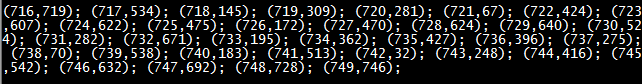 (716,719); (717,534); (718,145); (719,309); (720,281); (721,67); (722,424); (723
,607); (724,622); (725,475); (726,172); (727,470); (728,624); (729,640); (730,52
4); (731,282); (732,671); (733,195); (734,362); (735,427); (736,396); (737,275);
(738,70); (739,538); (740,183); (741,513); (742,32); (743,248); (744,416); (745
,542); (746,632); (747,692); (748,728); (749,746);